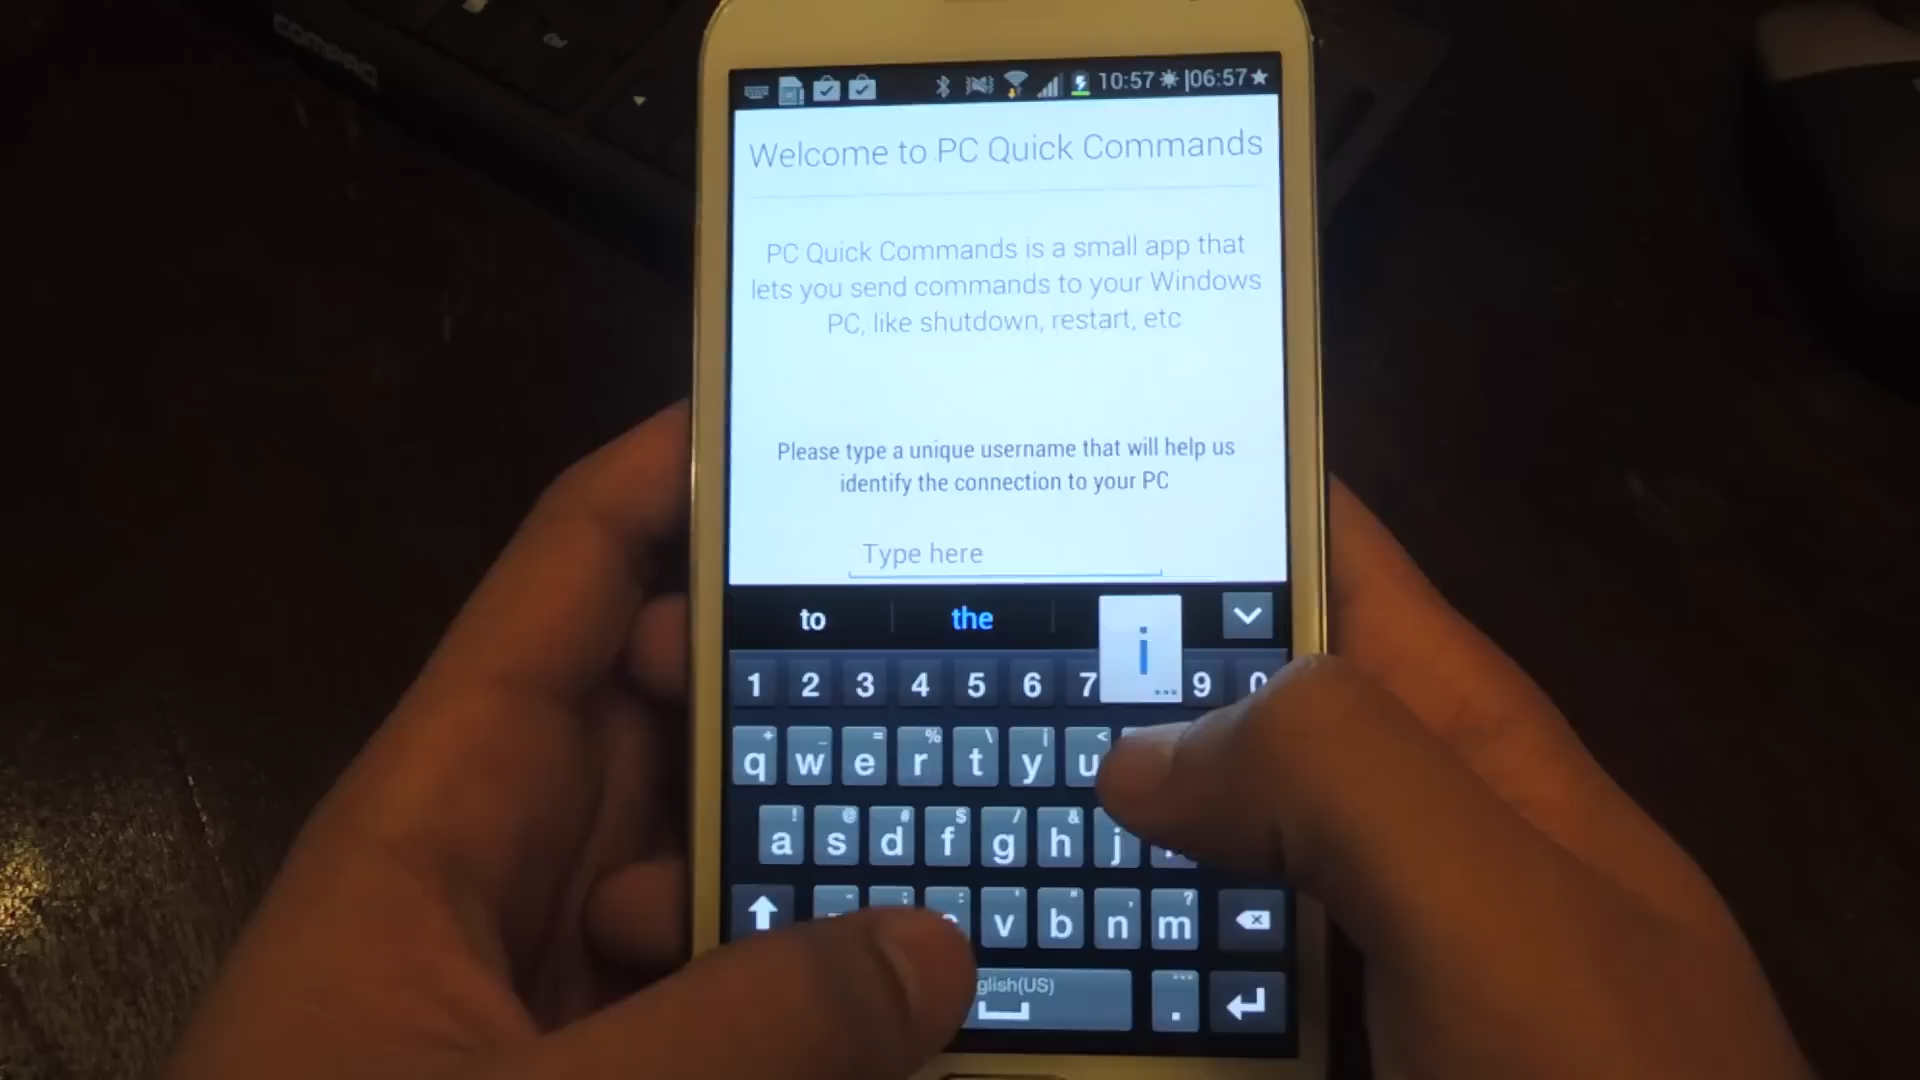 COMPAQ
10:57☀|06:57★
Welcome to PC Quick Commands
PC Quick Commands is a small app that
lets you send commands to your Windows
PC, like shutdown, restart, etc
Please type a unique username that will help us
identify the connection to your PC
Type here
to the
i
...
1 2 3 4 5 6 7 9 0
+ _ = % \ | <
q w e r t y u
! @ # $ / &
a s d f g h j
- ; : ' " , ?
v b n m
glish(US) ...
.